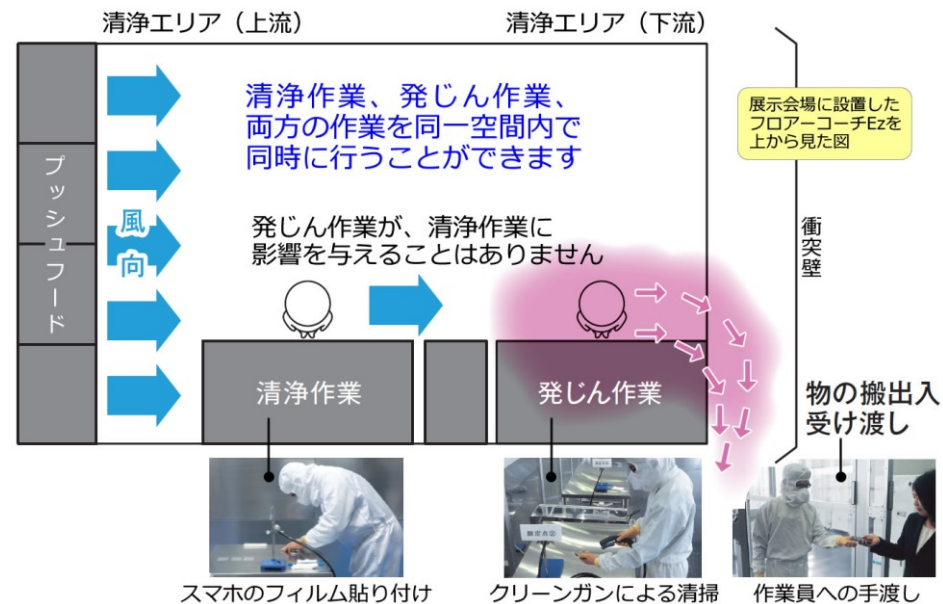 清浄エリア（上流）
清浄エリア（下流）
清浄作業、発じん作業、
両方の作業を同一空間内で
同時に行うことができます
展示会場に設置した
フロアーコーチEzを
上から見た図
プッシュフード
風向
発じん作業が、清浄作業に
影響を与えることはありません
衝突壁
清浄作業
発じん作業
物の搬出入
受け渡し
スマホのフィルム貼り付け
クリーンガンによる清掃
作業員への手渡し